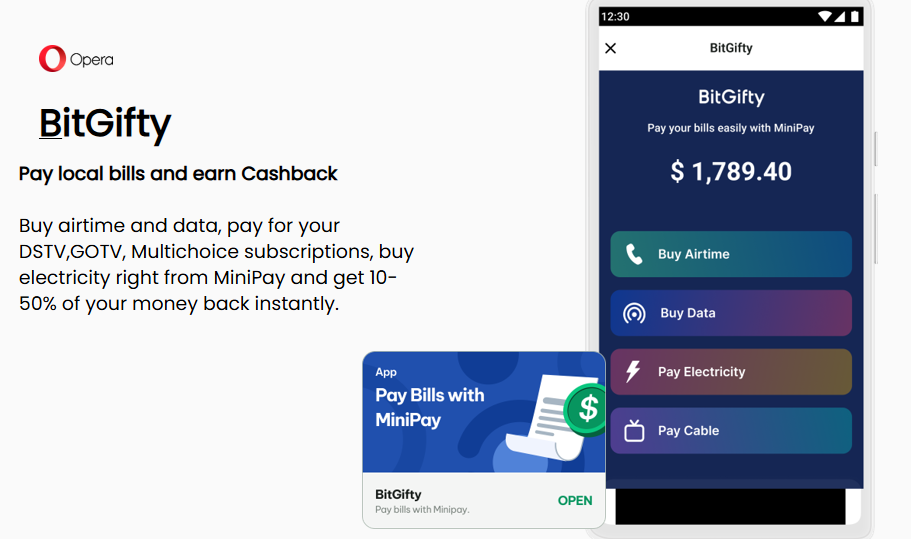 Opera
BitGifty
Pay local bills and earn Cashback
Buy airtime and data, pay for your
DSTV,GOTV, Multichoice subscriptions, buy
electricity right from MiniPay and get 10-
50% of your money back instantly.
App
Pay Bills with
MiniPay
$
BitGifty
Pay bills with Minipay.
OPEN
12:30
BitGifty
BitGifty
Pay your bills easily with MiniPay
$ 1,789.40
Buy Airtime
Buy Data
Pay Electricity
Pay Cable